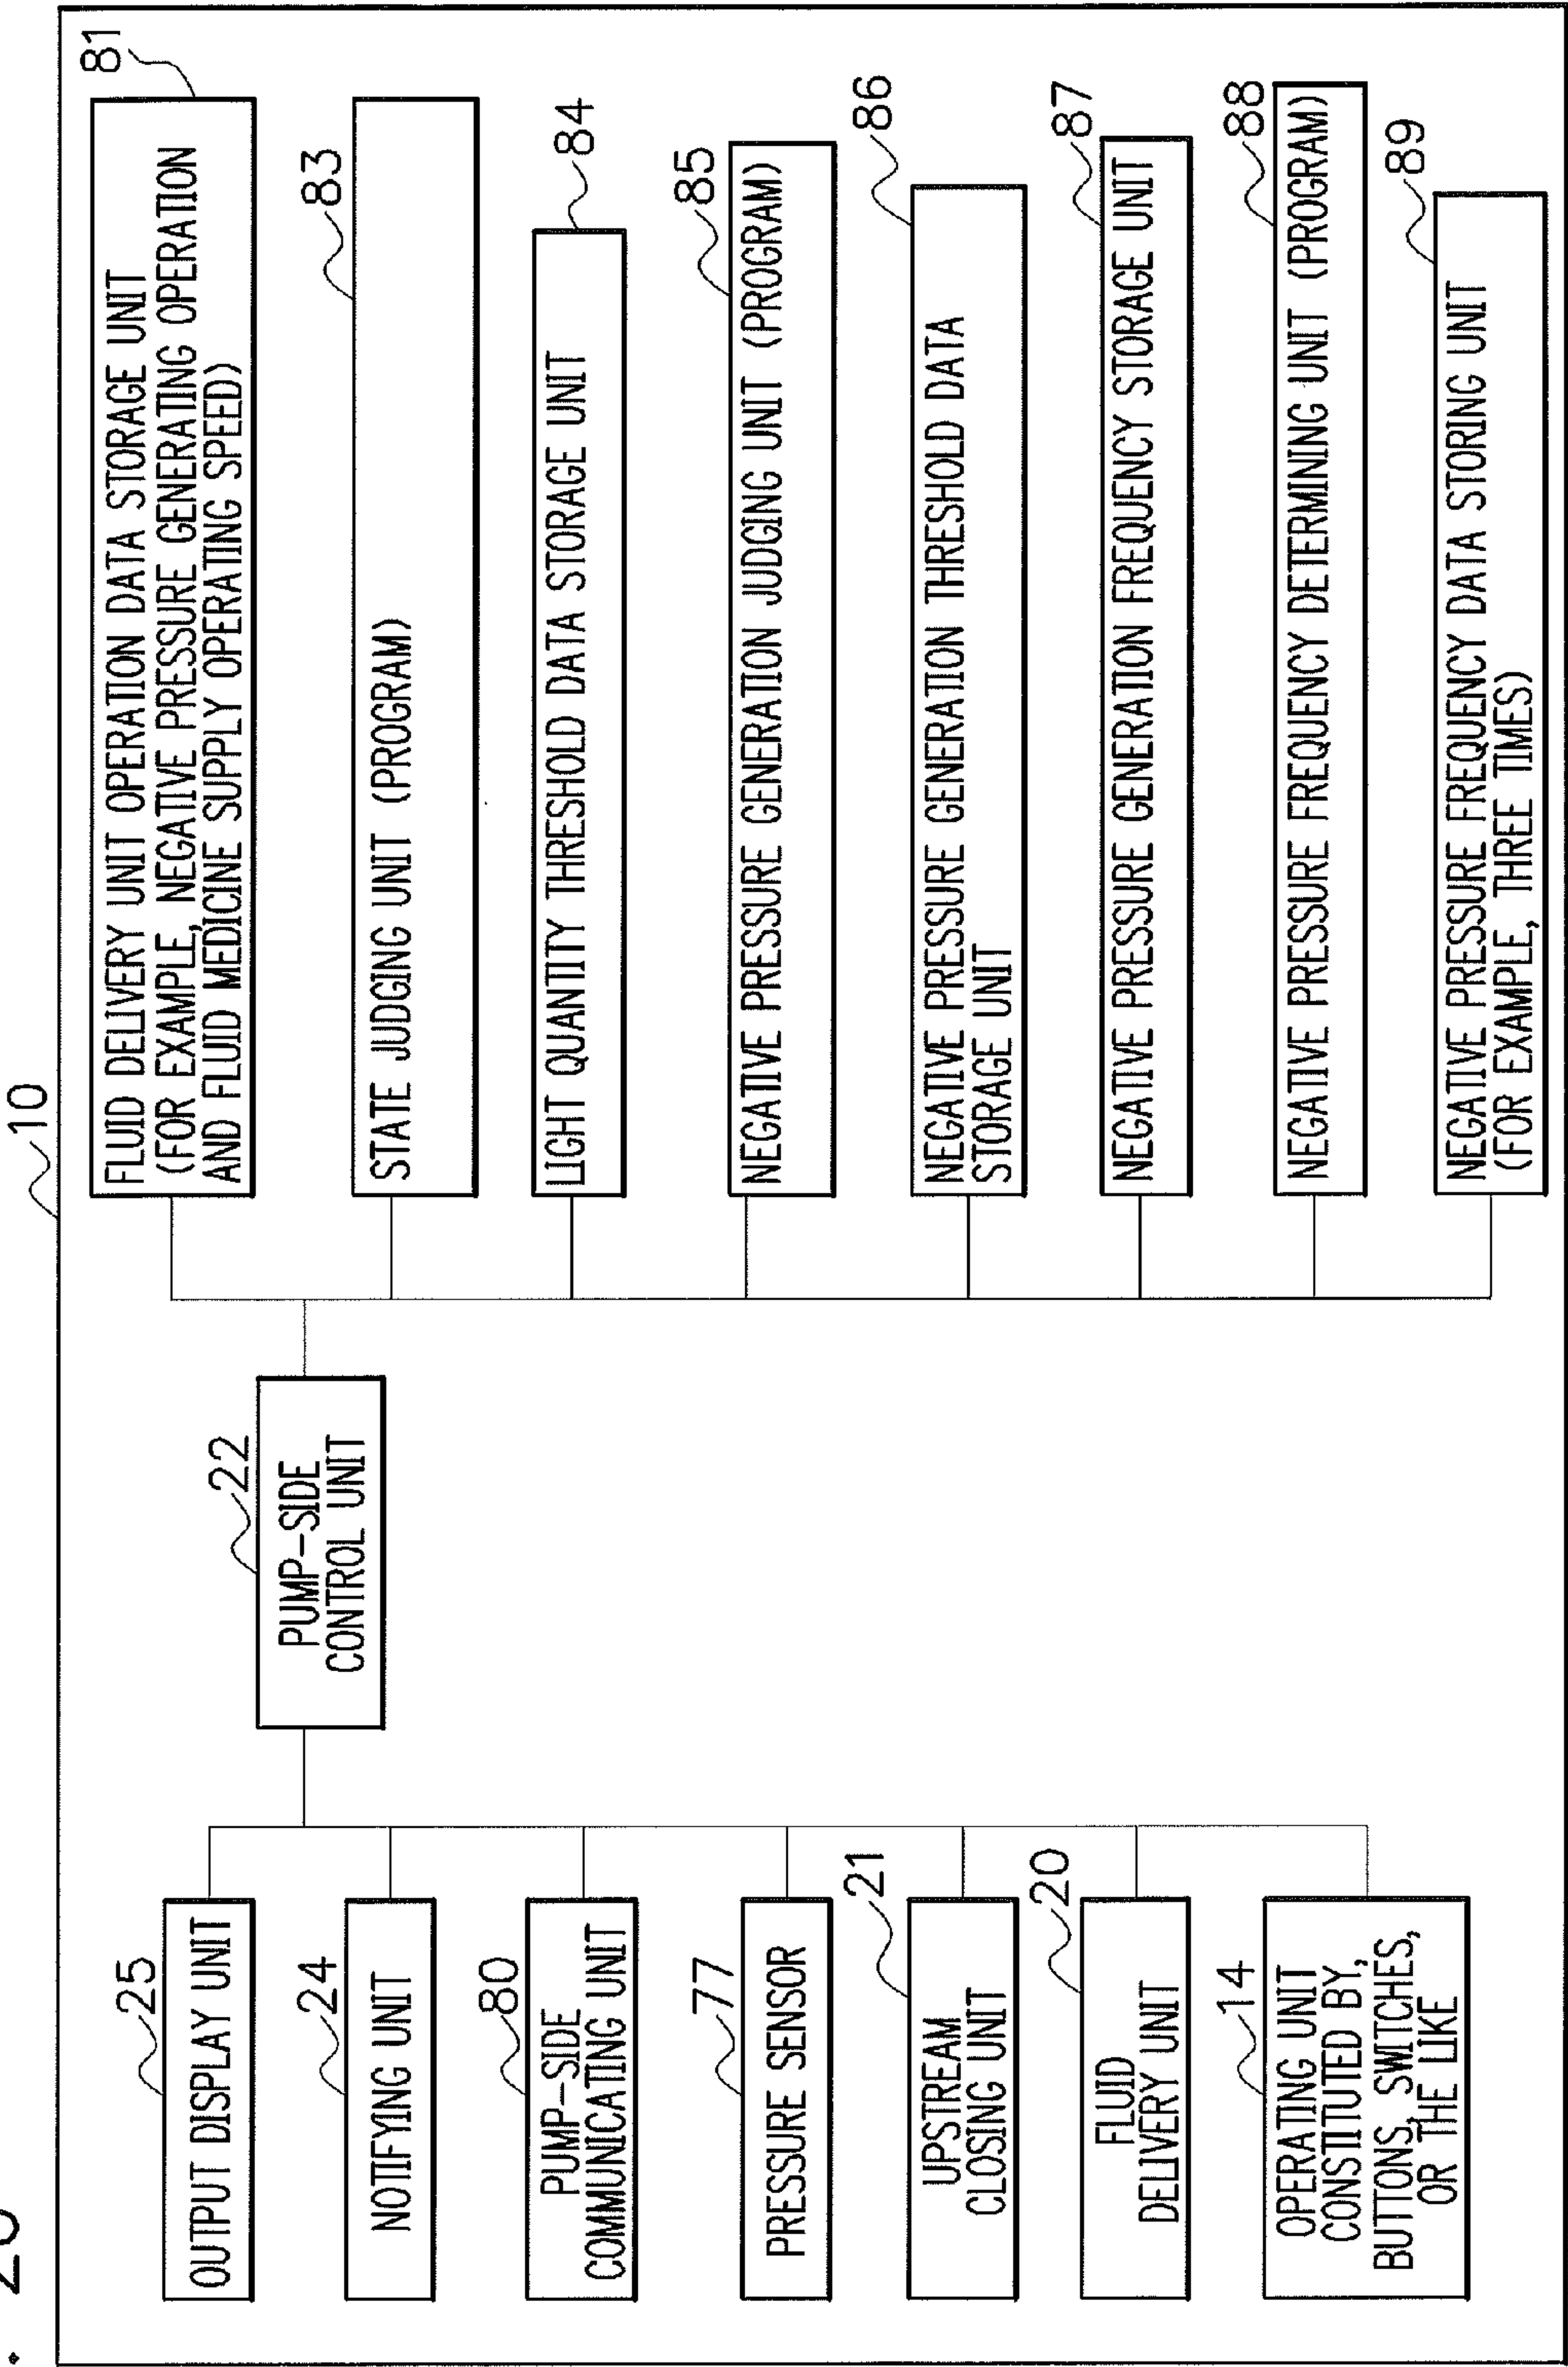 10
25
OUTPUT DISPLAY UNIT
24
NOTIFYING UNIT
80
PUMP-SIDE
COMMUNICATING UNIT
77
PRESSURE SENSOR
21
UPSTREAM
CLOSING UNIT
20
FLUID
DELIVERY UNIT
14
OPERATING UNIT
CONSTITUTED BY,
BUTTONS, SWITCHES,
OR THE LIKE
22
PUMP-SIDE
CONTROL UNIT
81
FLUID DELIVERY UNIT OPERATION DATA STORAGE UNIT
(FOR EXAMPLE, NEGATIVE PRESSURE GENERATING OPERATION
AND FLUID MEDICINE SUPPLY OPERATING SPEED)
83
STATE JUDGING UNIT (PROGRAM)
84
LIGHT QUANTITY THRESHOLD DATA STORAGE UNIT
85
NEGATIVE PRESSURE GENERATION JUDGING UNIT (PROGRAM)
86
NEGATIVE PRESSURE GENERATION THRESHOLD DATA
STORAGE UNIT
87
NEGATIVE PRESSURE GENERATION FREQUENCY STORAGE UNIT
88
NEGATIVE PRESSURE FREQUENCY DETERMINING UNIT (PROGRAM)
89
NEGATIVE PRESSURE FREQUENCY DATA STORING UNIT
(FOR EXAMPLE, THREE TIMES)